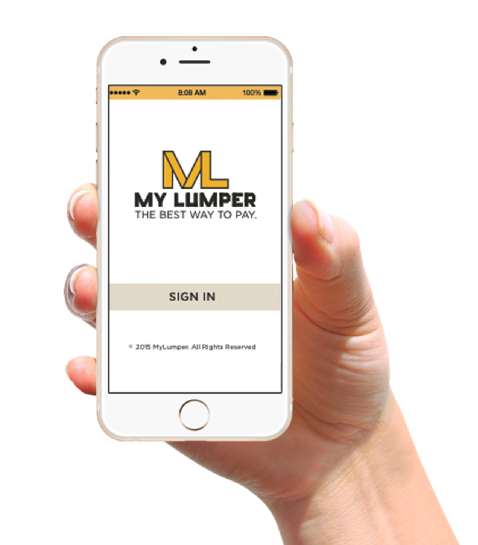 8:08 AM
100%
ML
MY LUMPER
THE BEST WAY TO PAY.
SIGN IN
© 2015 MyLumper. All Rights Reserved